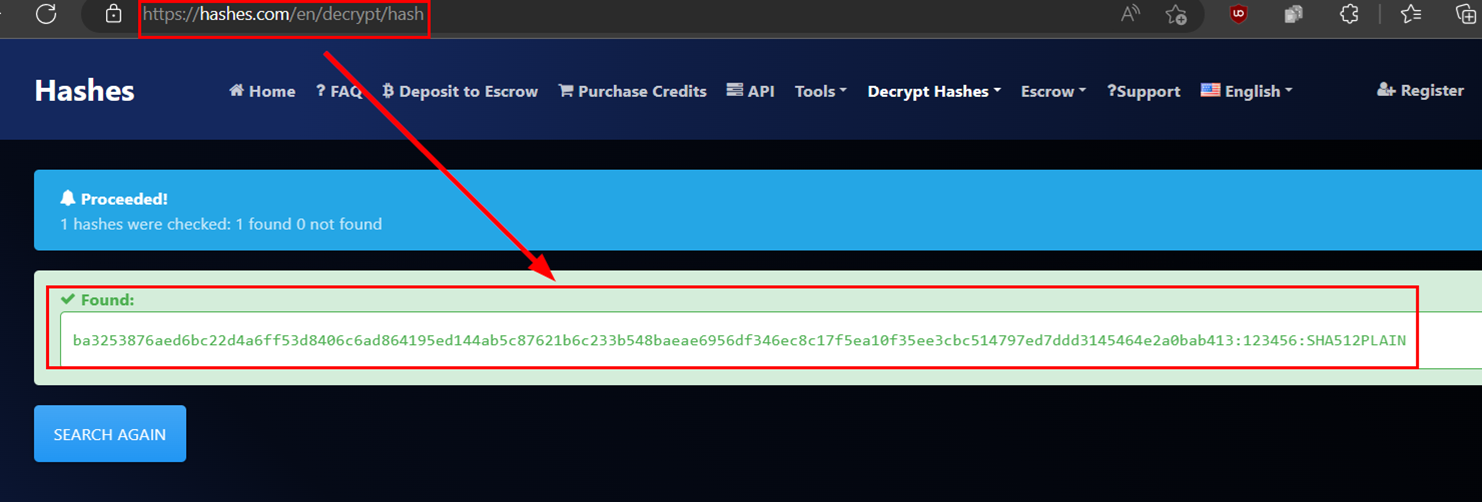 https://hashes.com/en/decrypt/hash
Hashes Home ? FAQ Deposit to Escrow Purchase Credits API Tools Decrypt Hashes Escrow ?Support English Register
Proceeded!
1 hashes were checked: 1 found 0 not found
Found:
ba3253876aed6bc22d4a6ff53d8406c6ad864195ed144ab5c87621b6c233b548baeae6956df346ec8c17f5ea10f35ee3cbc514797ed7ddd3145464e2a0bab413:123456:SHA512PLAIN
SEARCH AGAIN